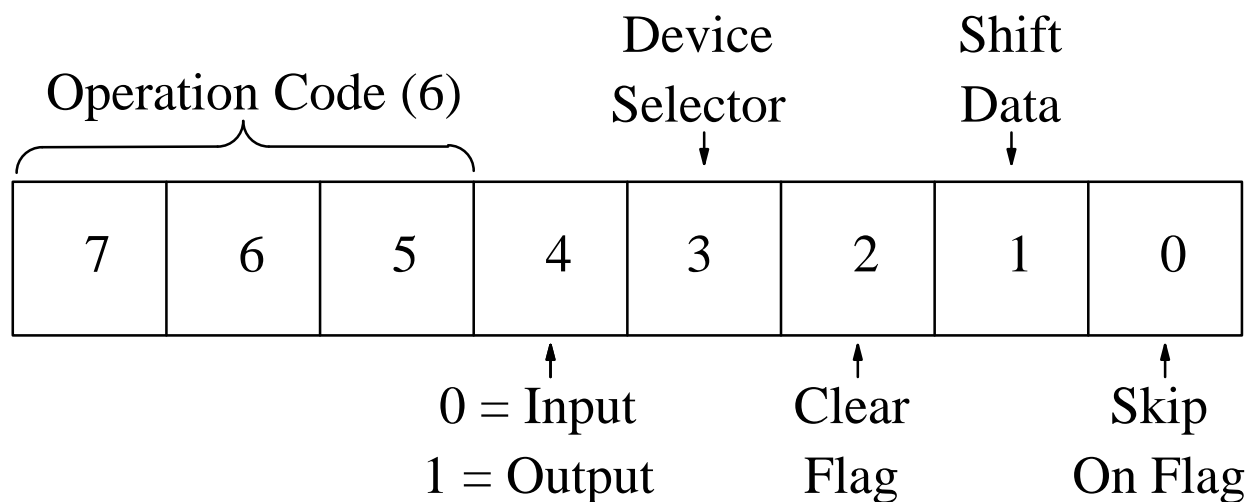 Device
Selector
Shift
Data
Operation Code (6)
7 6 5 4 3 2 1 0
0 = Input
1 = Output
Clear
Flag
Skip
On Flag